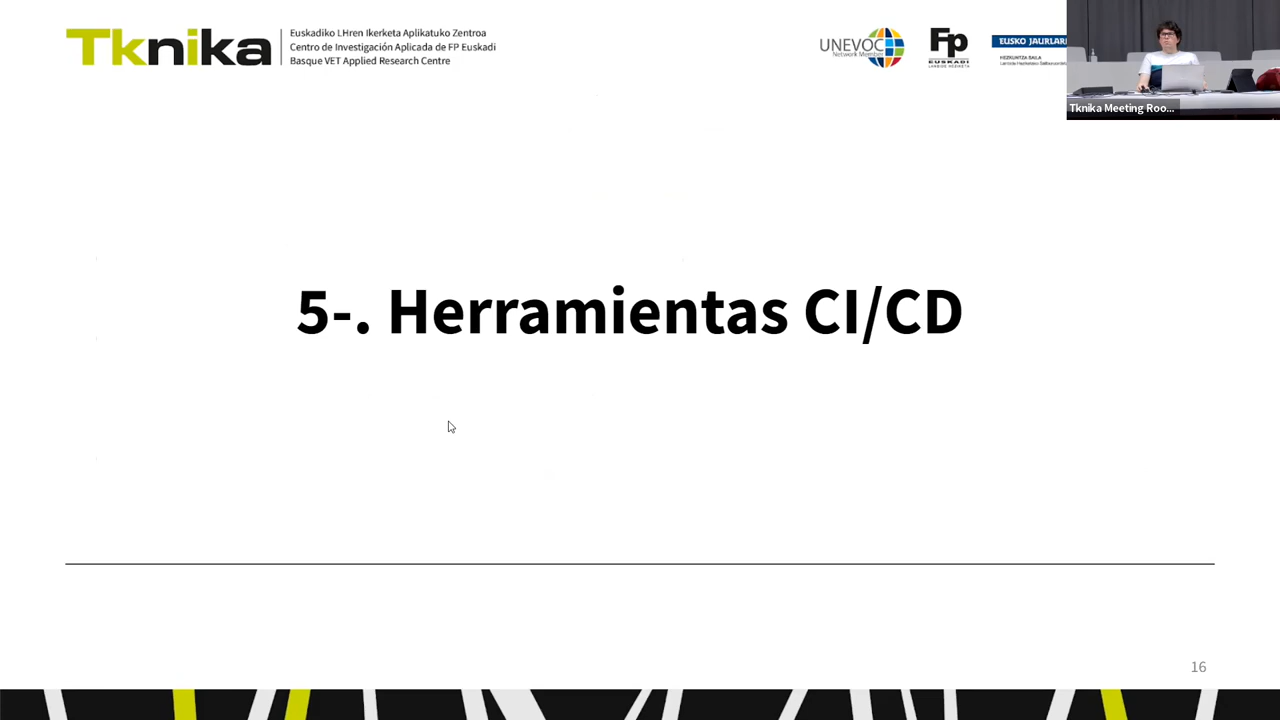 Tknika
Euskadiko LHren Ikerketa Aplikatuko Zentroa
Centro de Investigación Aplicada de FP Euskadi
Basque VET Applied Research Centre
UNEVOC
Network Member
Fp
EUSKADI
LANBIDE HEZIKETA
EUSKO JAURLARI
HEZKUNTZA SAILA
Tknika Meeting Roo...
5-. Herramientas CI/CD
16